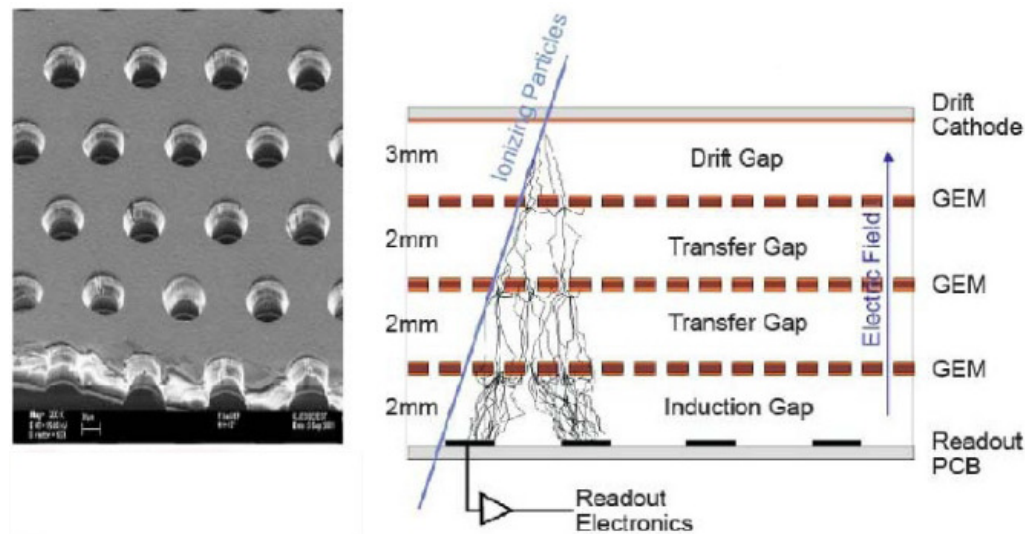 Ionizing Particles
Drift
Cathode
3mm
Drift Gap
GEM
2mm
Transfer Gap
GEM
2mm
Transfer Gap
Electric Field
GEM
2mm
Induction Gap
Readout
PCB
Readout
Electronics